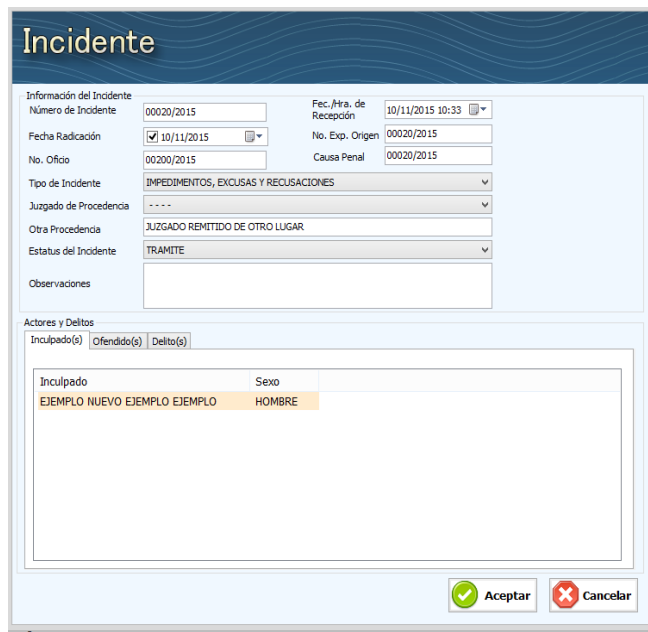 Incidente
Información del Incidente
Número de Incidente 00020/2015 Fec./Hra. de Recepción 10/11/2015 10:33
Fecha Radicación 10/11/2015 No. Exp. Origen 00020/2015
No. Oficio 00200/2015 Causa Penal 00020/2015
Tipo de Incidente IMPEDIMENTOS, EXCUSAS Y RECUSACIONES
Juzgado de Procedencia - - - -
Otra Procedencia JUZGADO REMITIDO DE OTRO LUGAR
Estatus del Incidente TRAMITE
Observaciones
Actores y Delitos
Inculpado(s) Ofendido(s) Delito(s)
Inculpado Sexo
EJEMPLO NUEVO EJEMPLO EJEMPLO HOMBRE
Aceptar Cancelar